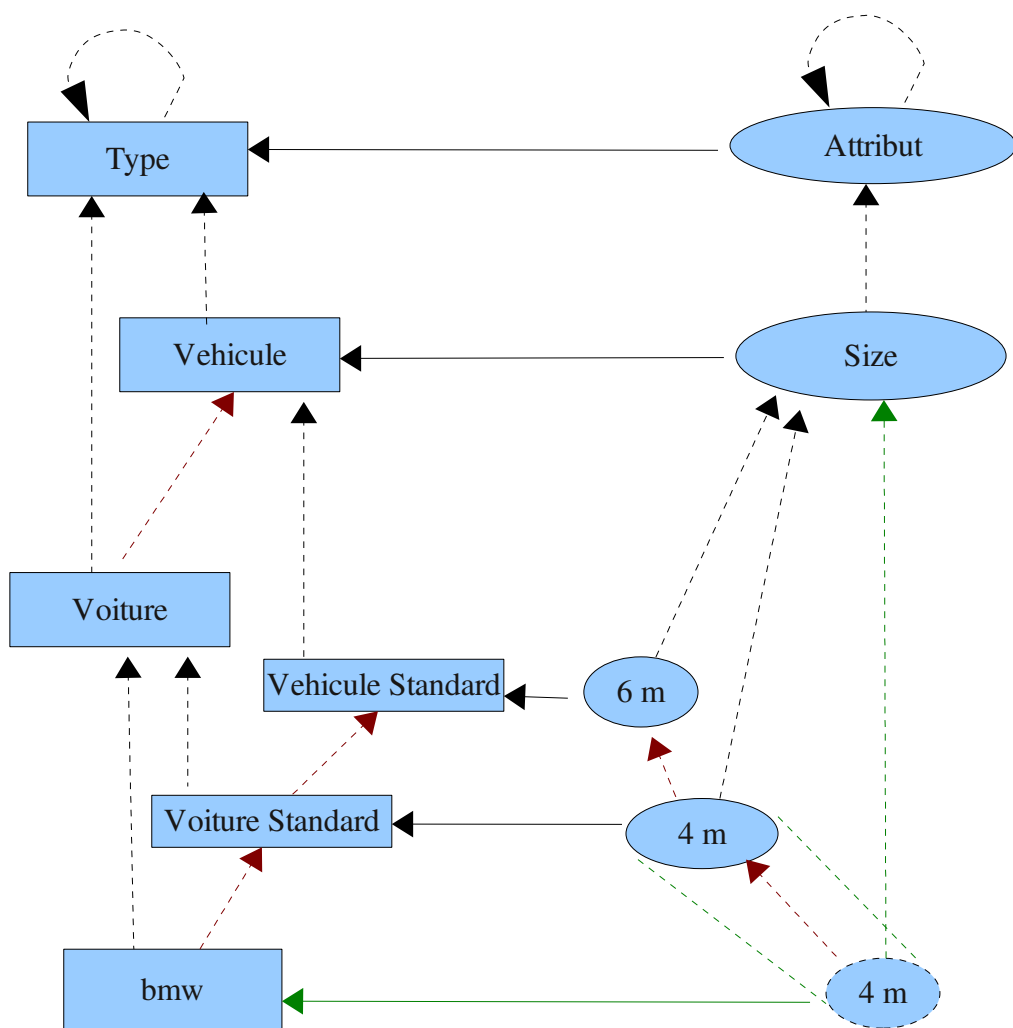 Type
Attribut
Vehicule
Size
Voiture
Vehicule Standard
6 m
Voiture Standard
4 m
bmw
4 m